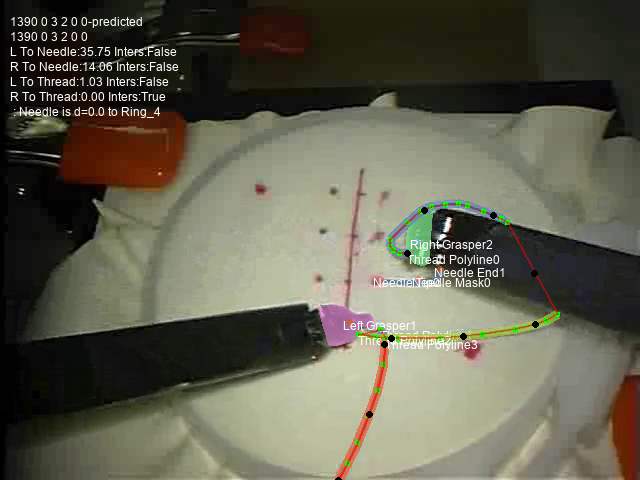 1390 0 3 2 0 0-predicted
1390 0 3 2 0 0
L To Needle:35.75 Inters:False
R To Needle:14.06 Inters:False
L To Thread:1.03 Inters:False
R To Thread:0.00 Inters:True
: Needle is d=0.0 to Ring_4
Right Grasper2
Thread Polyline0
Needle End1
Needle Mask0
Left Grasper1
Thread Polyline3